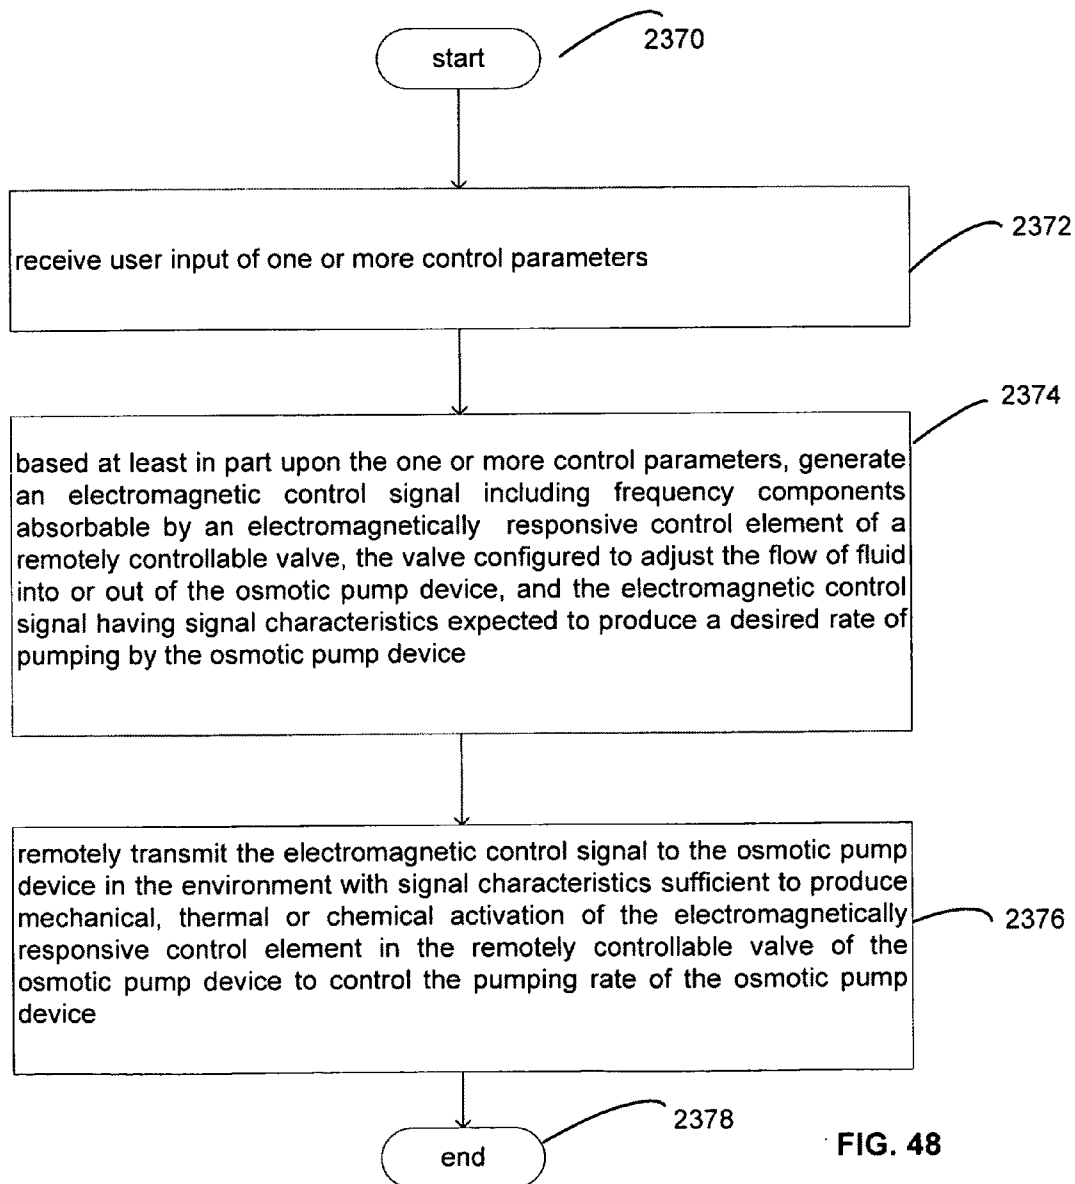 start
2370
receive user input of one or more control parameters
2372
2374
based at least in part upon the one or more control parameters, generate
an electromagnetic control signal including frequency components
absorbable by an electromagnetically responsive control element of a
remotely controllable valve, the valve configured to adjust the flow of fluid
into or out of the osmotic pump device, and the electromagnetic control
signal having signal characteristics expected to produce a desired rate of
pumping by the osmotic pump device
remotely transmit the electromagnetic control signal to the osmotic pump
device in the environment with signal characteristics sufficient to produce
mechanical, thermal or chemical activation of the electromagnetically
responsive control element in the remotely controllable valve of the
osmotic pump device to control the pumping rate of the osmotic pump
device
2376
end
2378
FIG. 48